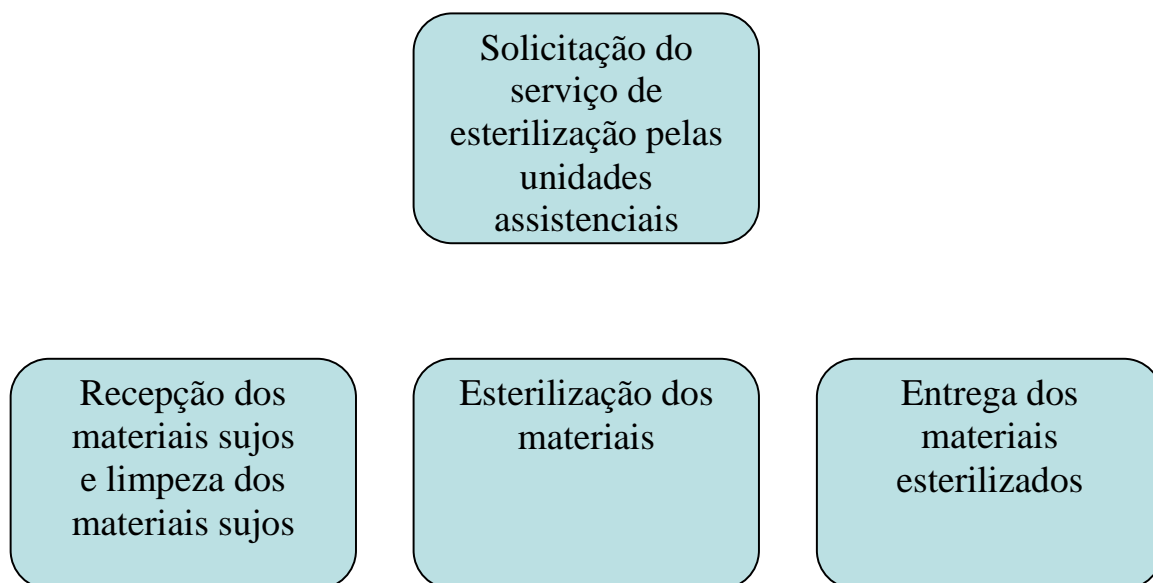 Solicitação do
serviço de
esterilização pelas
unidades
assistenciais
Recepção dos
materiais sujos
e limpeza dos
materiais sujos
Esterilização dos
materiais
Entrega dos
materiais
esterilizados